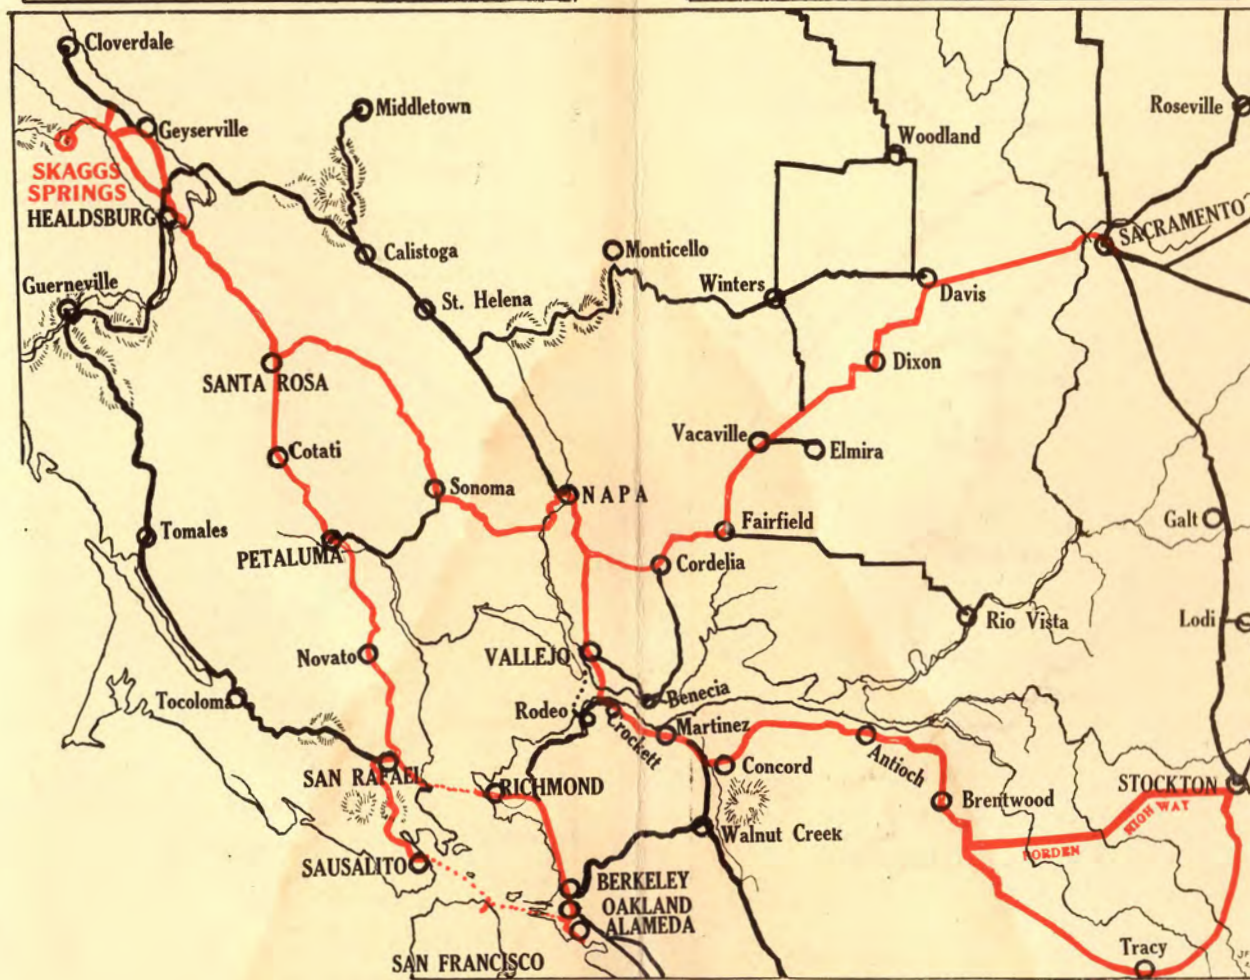 Cloverdale
Middletown
Roseville
Geyserville
Woodland
SKAGGS
SPRINGS
HEALDSBURG
SACRAMENTO
Calistoga
Monticello
Guerneville
Winters
Davis
St. Helena
Dixon
SANTA ROSA
Vacaville
Elmira
Cotati
Sonoma
NAPA
Galt
Fairfield
Tomales
PETALUMA
Cordelia
Rio Vista
Lodi
Novato
VALLEJO
Benecia
Tocoloma
Rodeo
Crockett
Martinez
Antioch
SAN RAFAEL
Concord
STOCKTON
RICHMOND
Brentwood
HIGH WAY
BORDEN
Walnut Creek
SAUSALITO
BERKELEY
OAKLAND
ALAMEDA
Tracy
SAN FRANCISCO